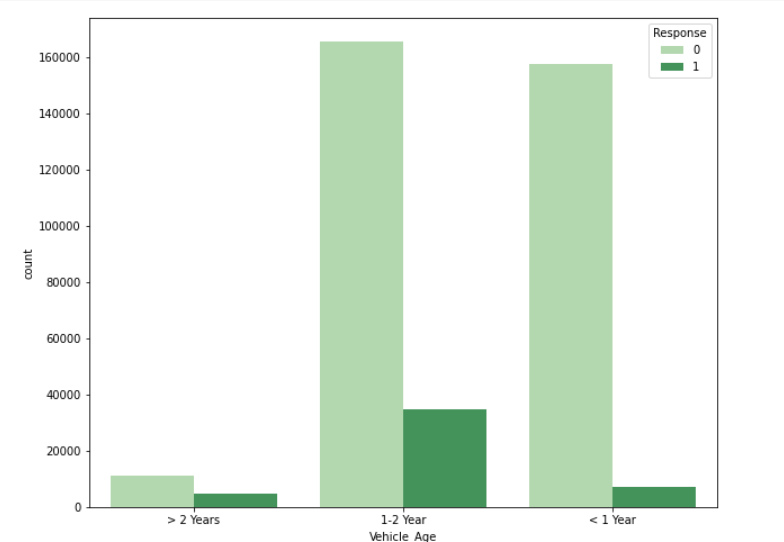 Response
0
1
160000
140000
120000
100000
80000
60000
40000
20000
0
count
> 2 Years 1-2 Year < 1 Year
Vehicle_Age